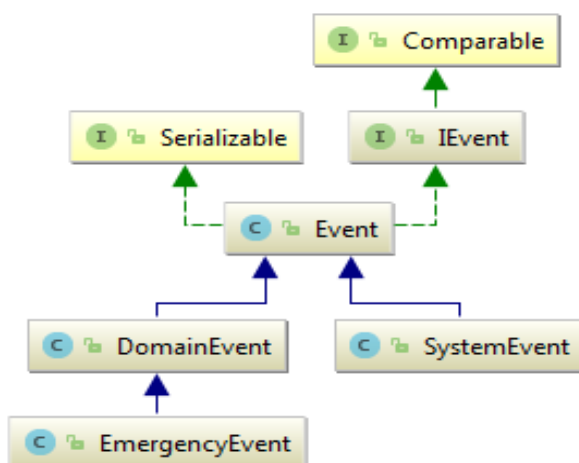 I Comparable
I Serializable
I IEvent
C Event
C DomainEvent
C SystemEvent
C EmergencyEvent